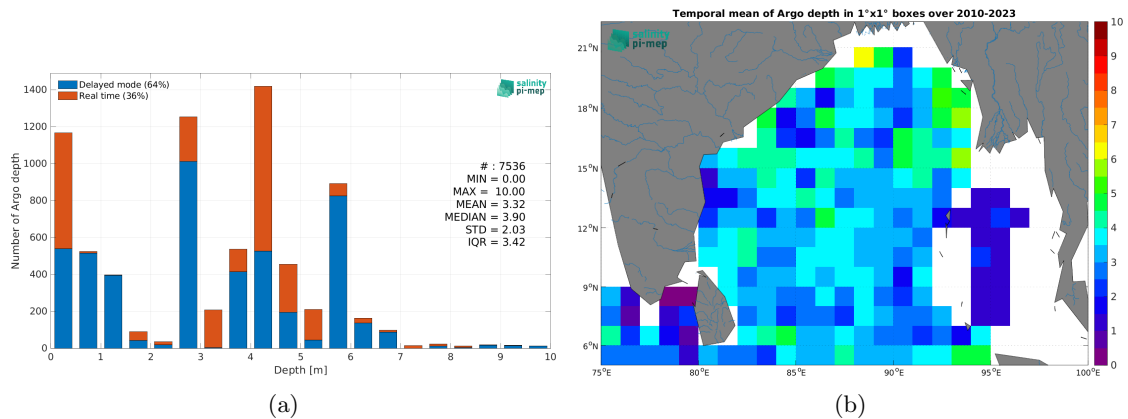 Delayed mode (64%)
Real time (36%)
salinity
pi-mep
1400
1200
1000
800
600
400
200
0
Number of Argo depth
# : 7536
MIN = 0.00
MAX = 10.00
MEAN = 3.32
MEDIAN = 3.90
STD = 2.03
IQR = 3.42
0 1 2 3 4 5 6 7 8 9 10
Depth [m]
(a)
Temporal mean of Argo depth in 1°x1° boxes over 2010-2023
salinity
pi-mep
21°N
18°N
15°N
12°N
9°N
6°N
75°E 80°E 85°E 90°E 95°E 100°E
10
9
8
7
6
5
4
3
2
1
0
(b)